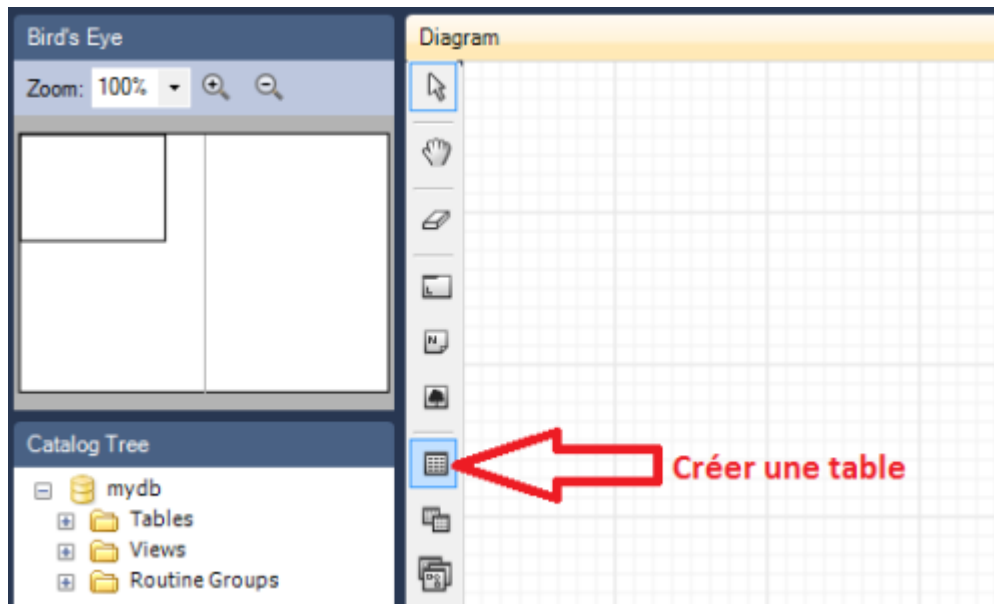 Bird's Eye
Zoom: 100%
Catalog Tree
mydb
Tables
Views
Routine Groups
Diagram
L
N
Créer une table